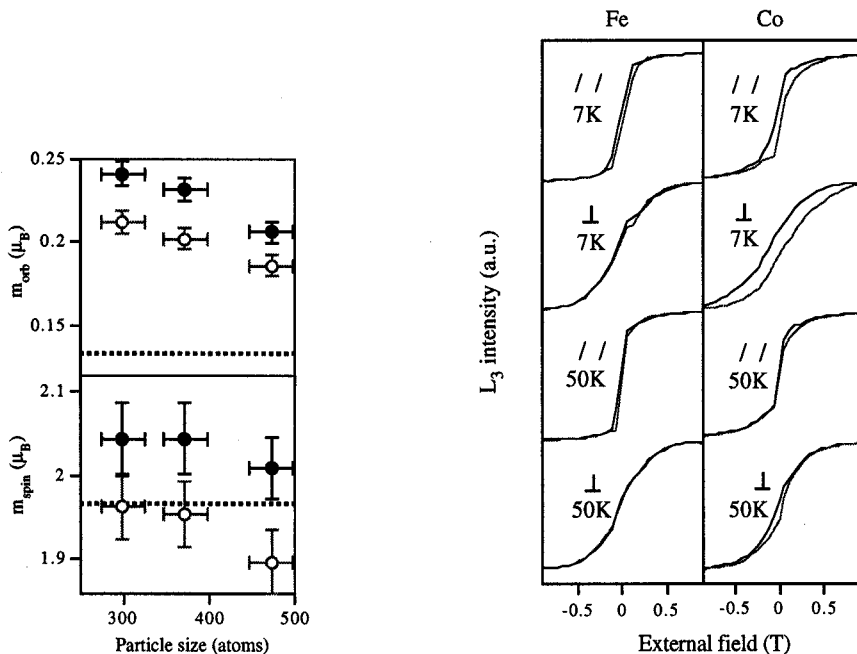 0.25
0.2
0.15
m_orb (μ_B)
2.1
2
1.9
m_spin (μ_B)
300
400
500
Particle size (atoms)
Fe
Co
L_3 intensity (a.u.)
/ /
7K
/ /
7K
⊥
7K
⊥
7K
/ /
50K
/ /
50K
⊥
50K
⊥
50K
-0.5
0
0.5
-0.5
0
0.5
External field (T)